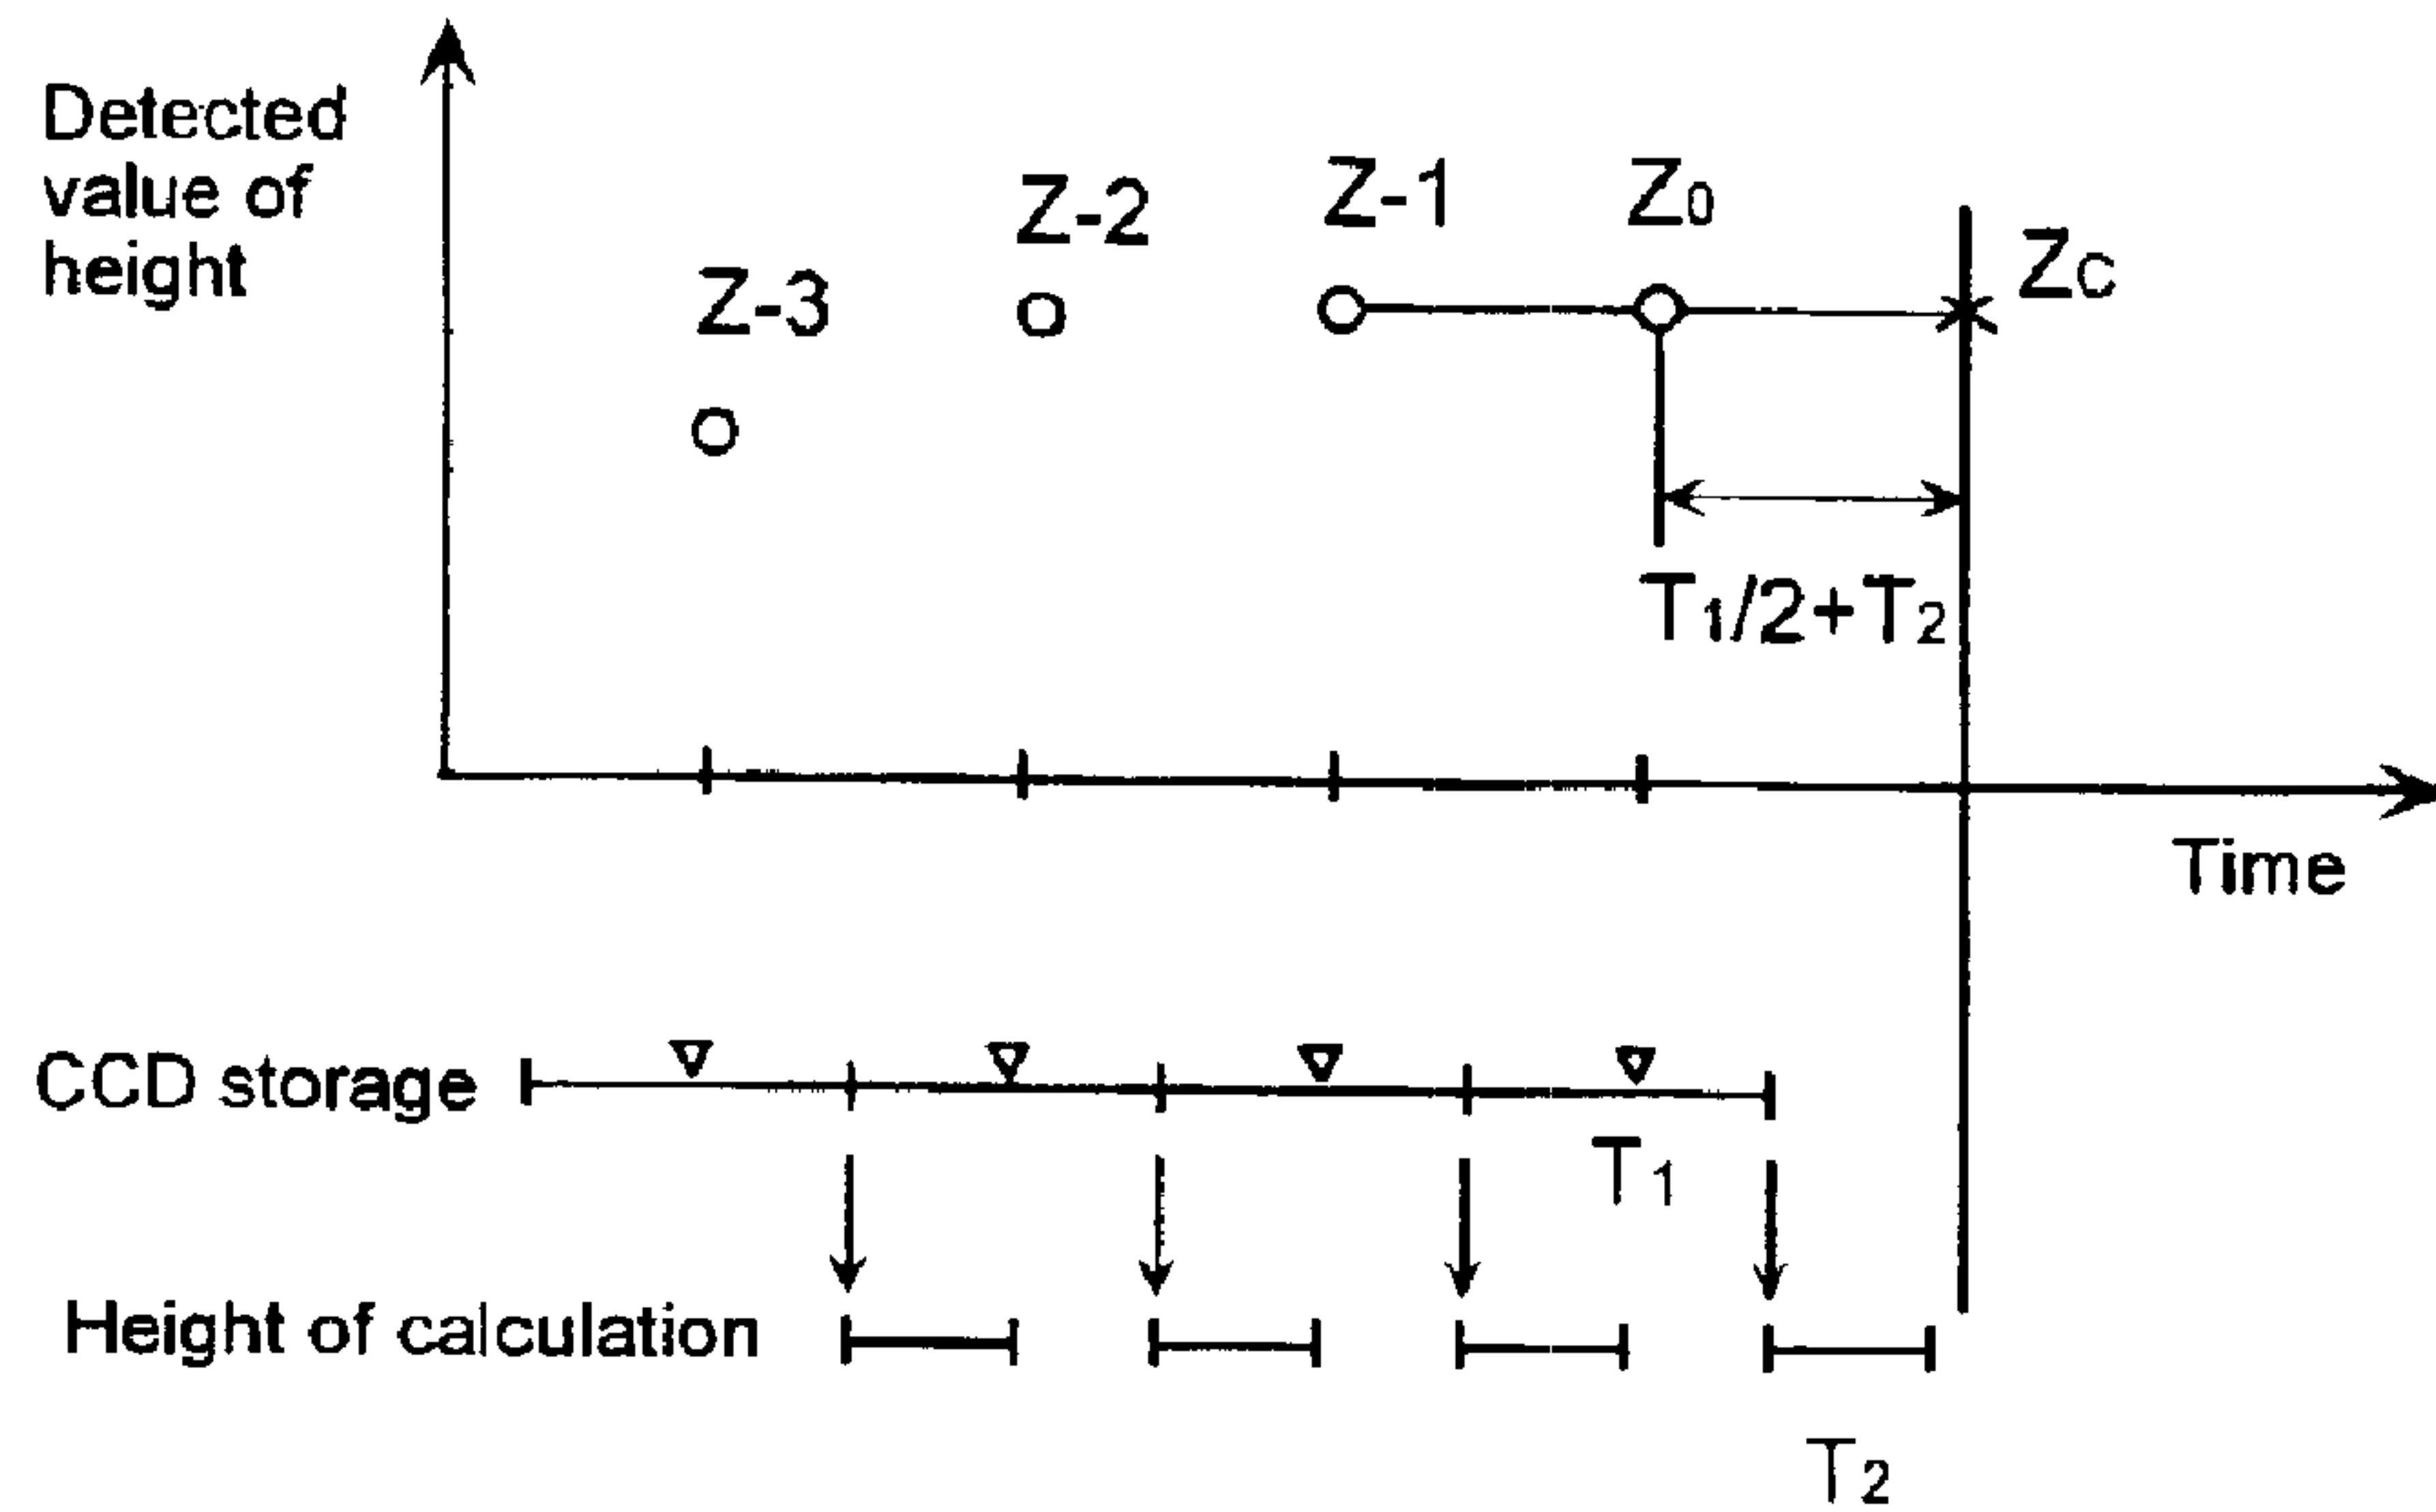 Detected
value of
height
Z-3
Z-2
Z-1
Z0
ZC
T1/2+T2
Time
CCD storage
T1
Height of calculation
T2